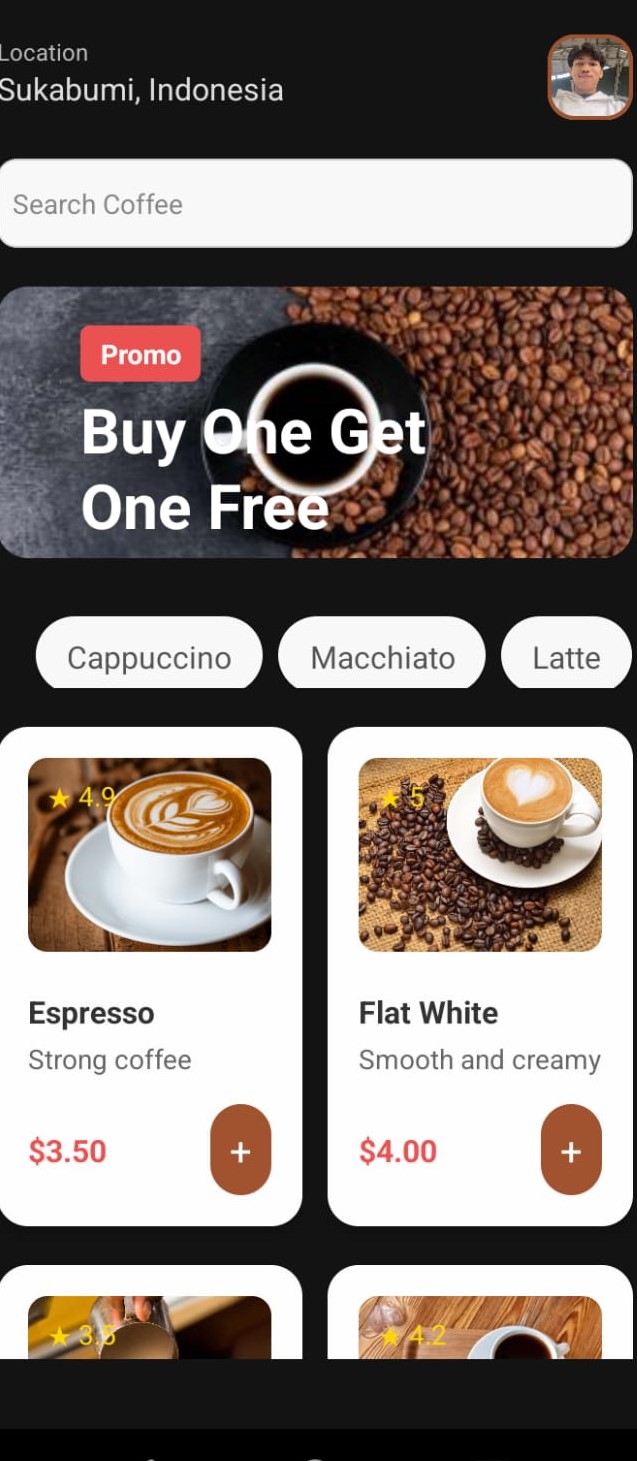 Location
Sukabumi, Indonesia
Search Coffee
Promo
Buy One Get
One Free
Cappuccino Macchiato Latte
★ 4.9 ★ 5
Espresso Flat White
Strong coffee Smooth and creamy
$3.50 + $4.00 +
★ 3.5 ★ 4.2